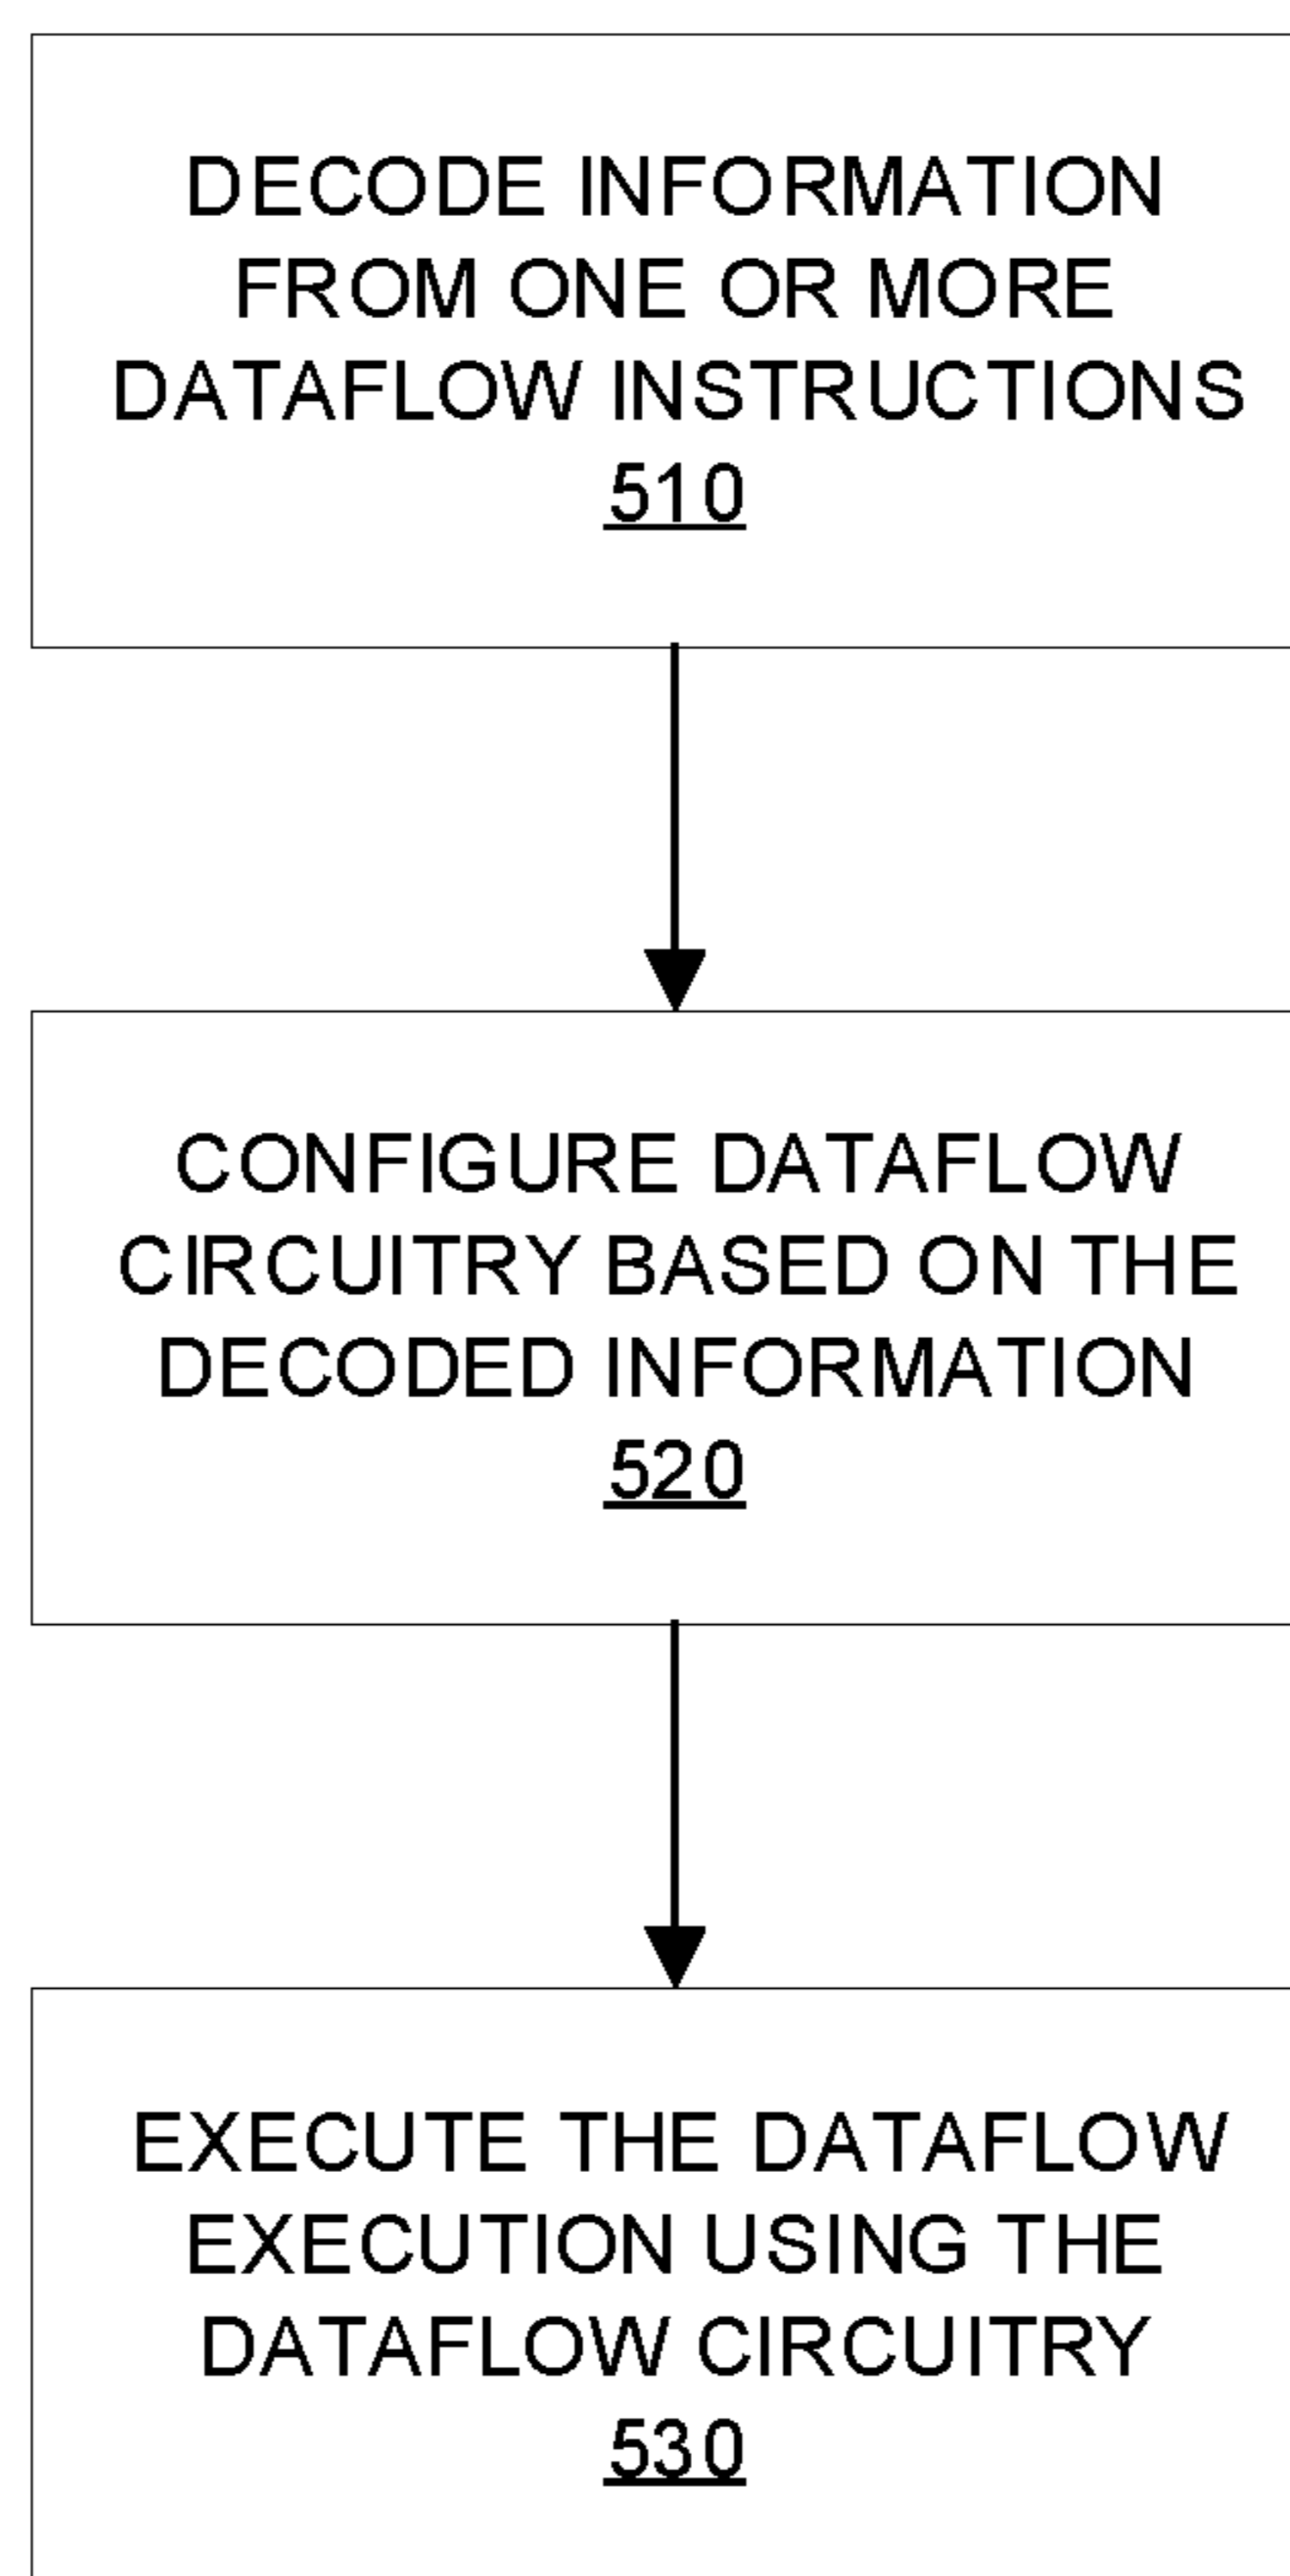 DECODE INFORMATION
FROM ONE OR MORE
DATAFLOW INSTRUCTIONS
510
CONFIGURE DATAFLOW
CIRCUITRY BASED ON THE
DECODED INFORMATION
520
EXECUTE THE DATAFLOW
EXECUTION USING THE
DATAFLOW CIRCUITRY
530